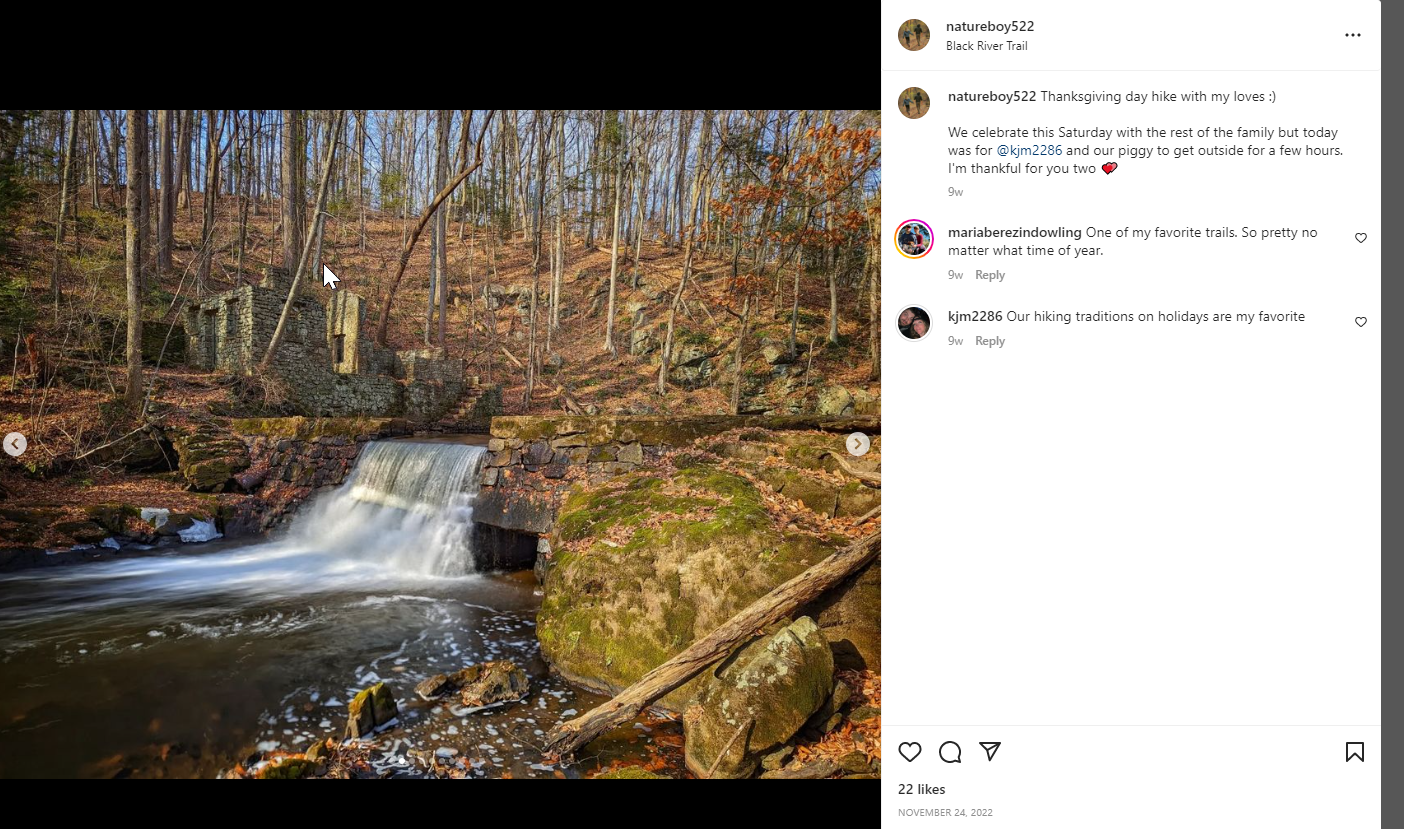 natureboy522
Black River Trail
natureboy522 Thanksgiving day hike with my loves :)
We celebrate this Saturday with the rest of the family but today
was for @kjm2286 and our piggy to get outside for a few hours.
I'm thankful for you two 💕
9w
mariaberezindowling One of my favorite trails. So pretty no
matter what time of year.
9w Reply
kjm2286 Our hiking traditions on holidays are my favorite
9w Reply
22 likes
NOVEMBER 24, 2022